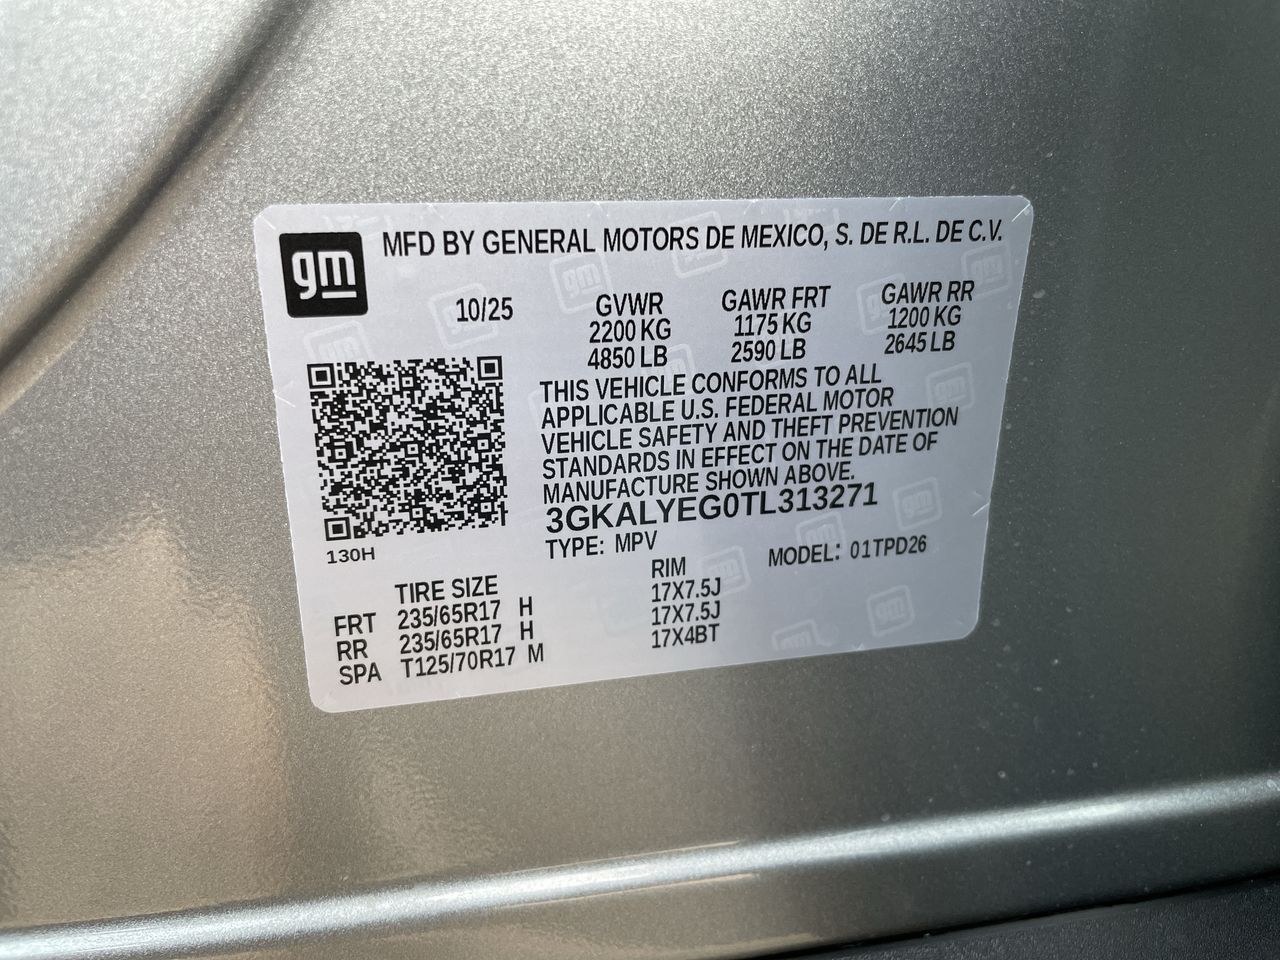 gm
MFD BY GENERAL MOTORS DE MEXICO, S. DE R.L. DE C.V.
10/25 GVWR GAWR FRT GAWR RR
2200 KG 1175 KG 1200 KG
4850 LB 2590 LB 2645 LB
THIS VEHICLE CONFORMS TO ALL
APPLICABLE U.S. FEDERAL MOTOR
VEHICLE SAFETY AND THEFT PREVENTION
STANDARDS IN EFFECT ON THE DATE OF
MANUFACTURE SHOWN ABOVE.
3GKALYEG0TL313271
130H
TYPE: MPV MODEL: 01TPD26
TIRE SIZE RIM
FRT 235/65R17 H 17X7.5J
RR 235/65R17 H 17X7.5J
SPA T125/70R17 M 17X4BT